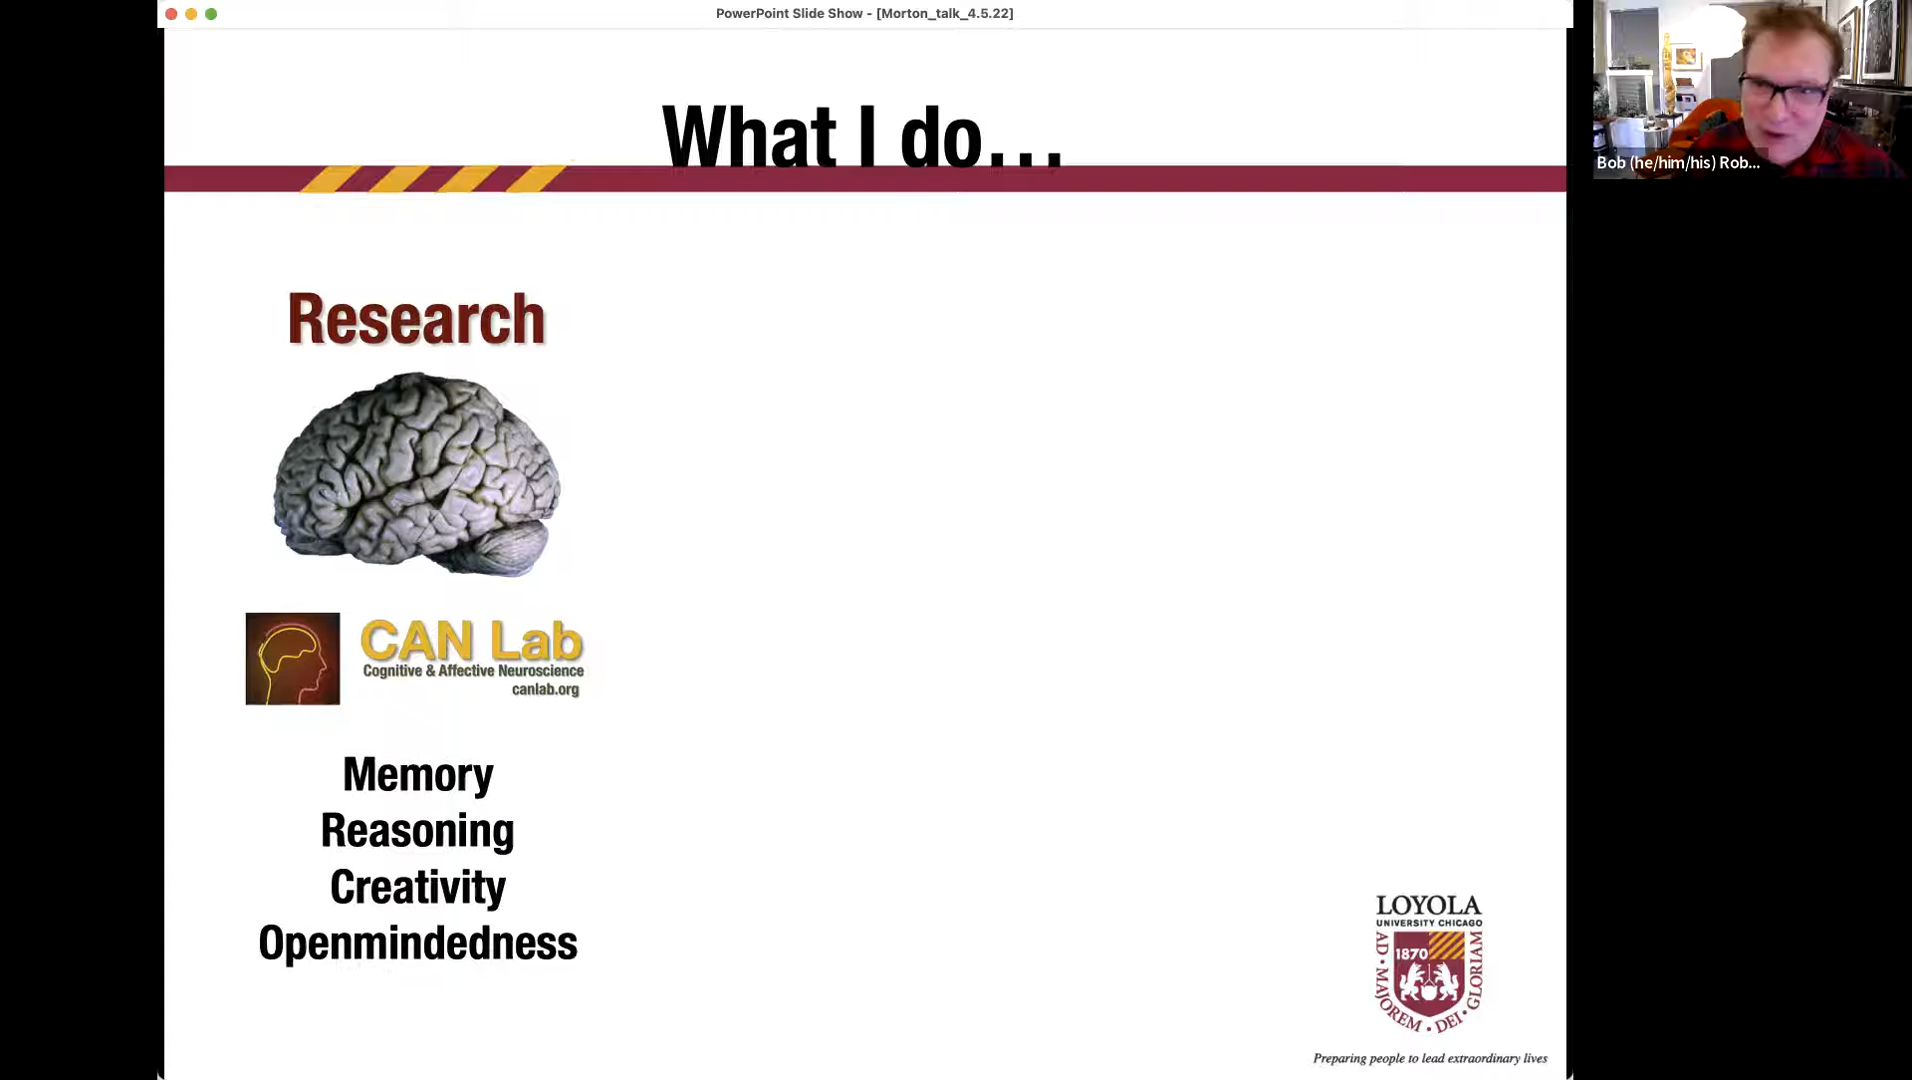 PowerPoint Slide Show - [Morton_talk_4.5.22]
What I do…
Bob (he/him/his) Rob...
Research
CAN Lab
Cognitive & Affective Neuroscience
canlab.org
Memory
Reasoning
Creativity
Openmindedness
LOYOLA
UNIVERSITY CHICAGO
1870
AD • MAJOREM • DEI • GLORIAM
Preparing people to lead extraordinary lives